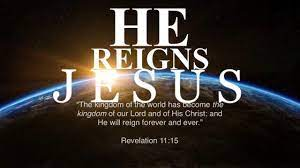 HE
REIGNS
JESUS
“The kingdom of the world has become the
kingdom of our Lord and of His Christ; and
He will reign forever and ever.”
Revelation 11:15